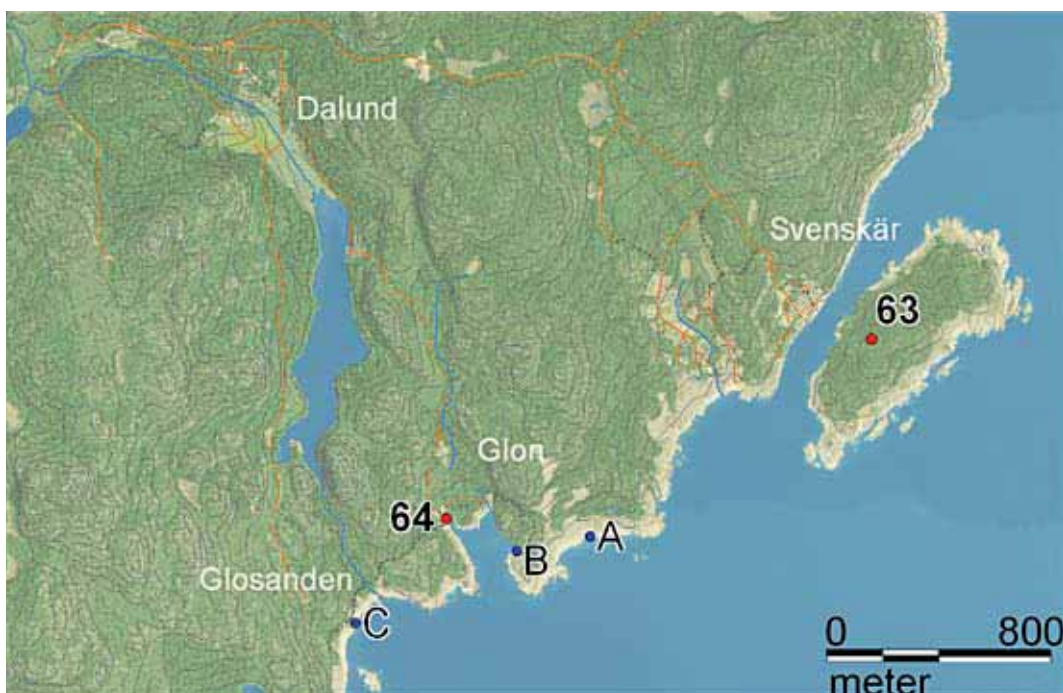 Dalund
Svenskär
63
Glon
64
A
B
Glosanden
C
0 800
meter